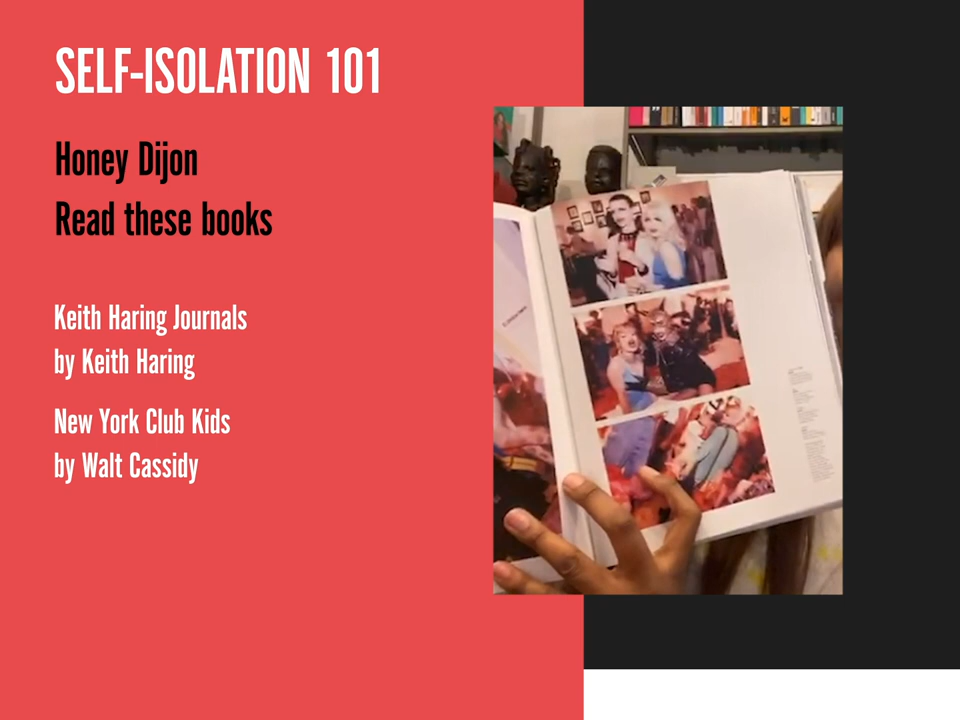 SELF-ISOLATION 101
Honey Dijon
Read these books
Keith Haring Journals
by Keith Haring
New York Club Kids
by Walt Cassidy